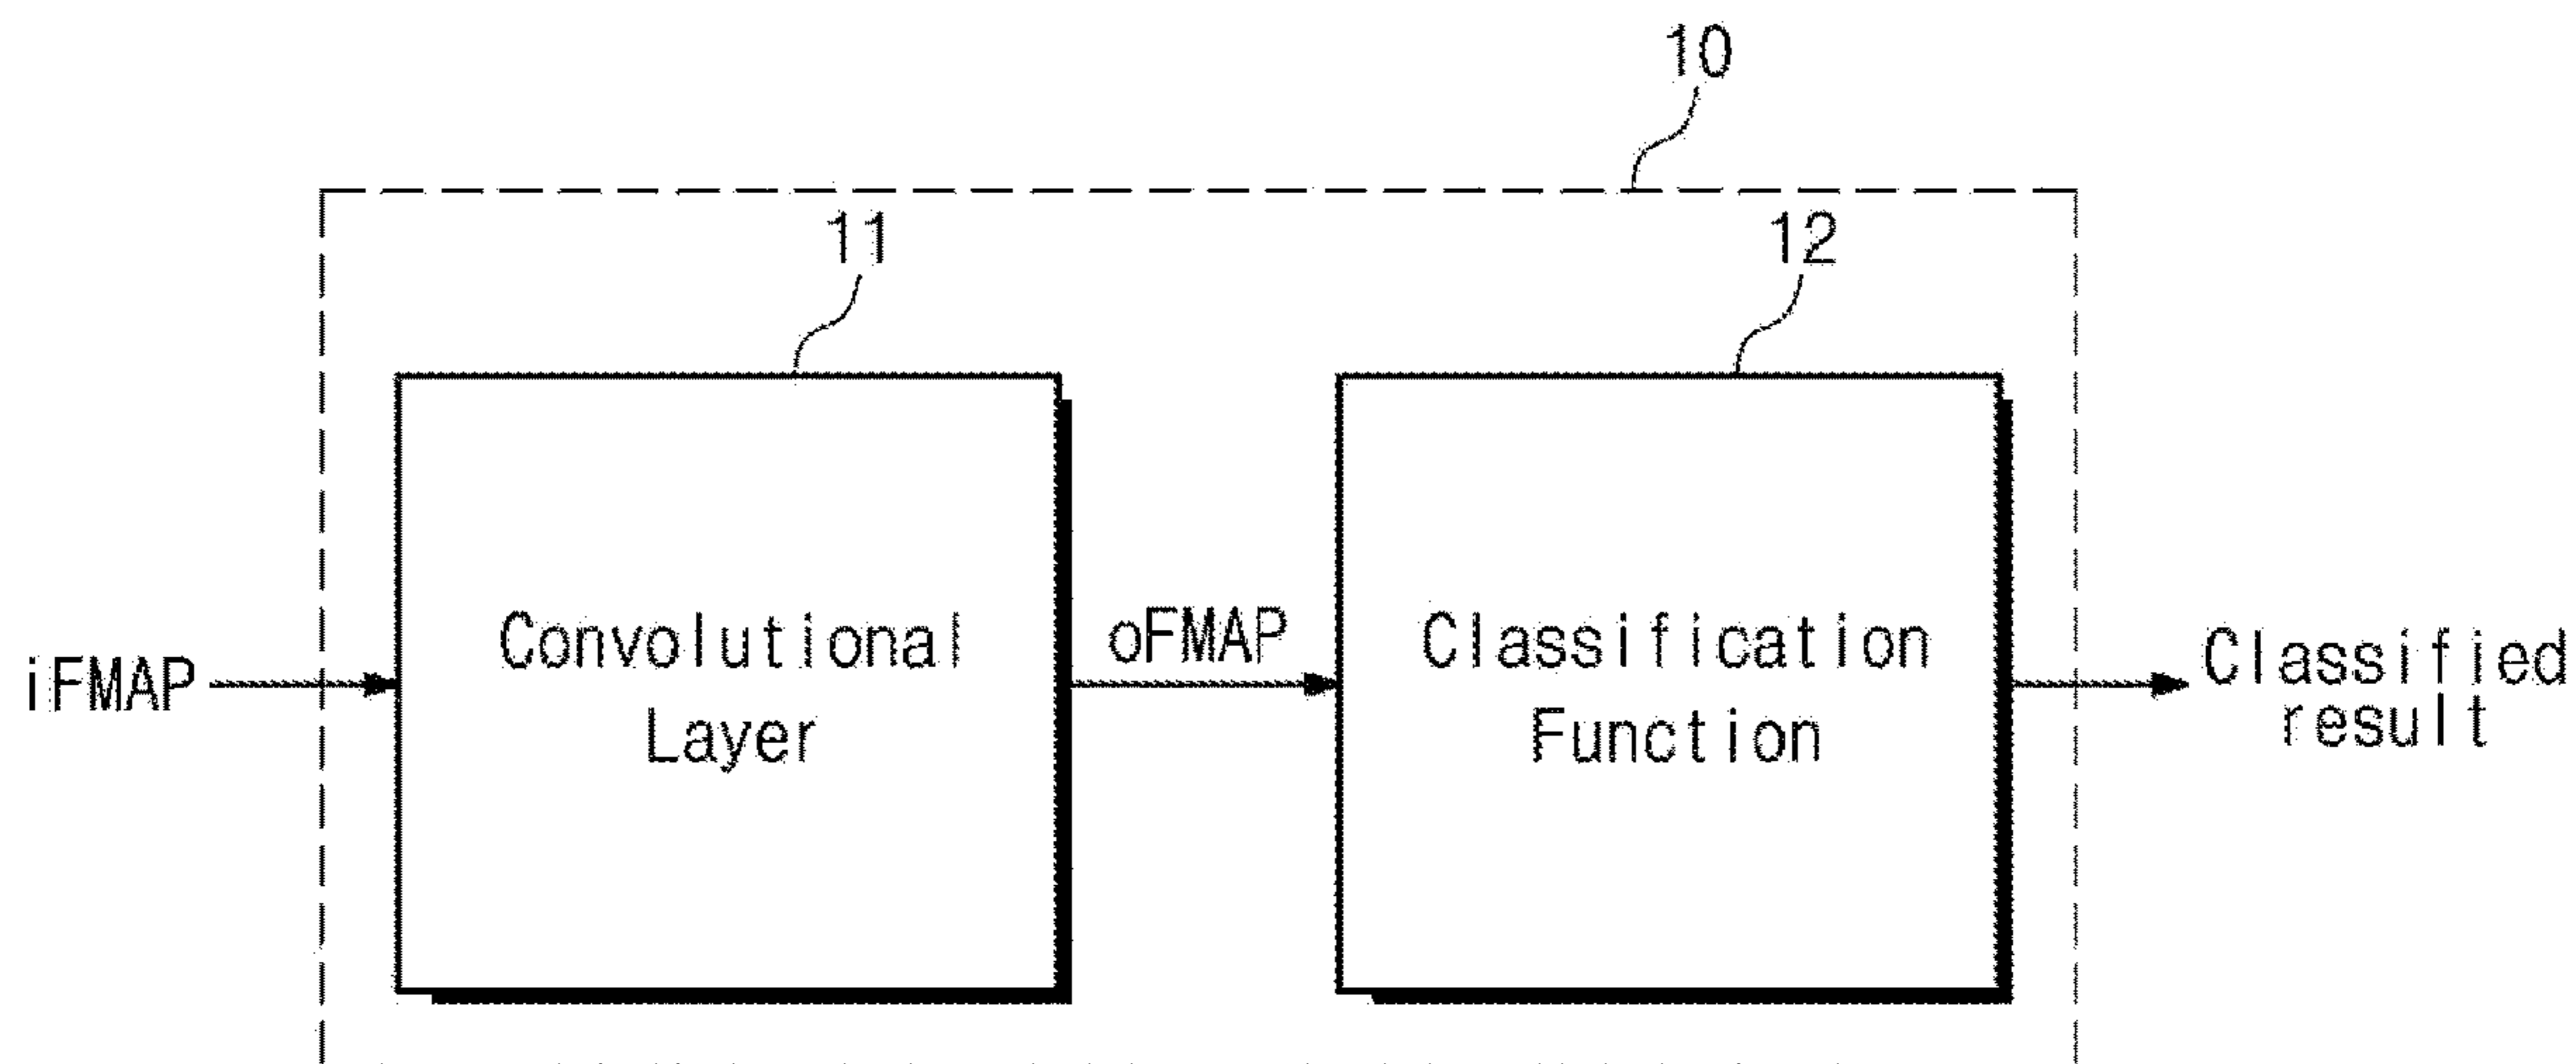 10
11
12
iFMAP
Convolutional
Layer
oFMAP
Classification
Function
Classified
result